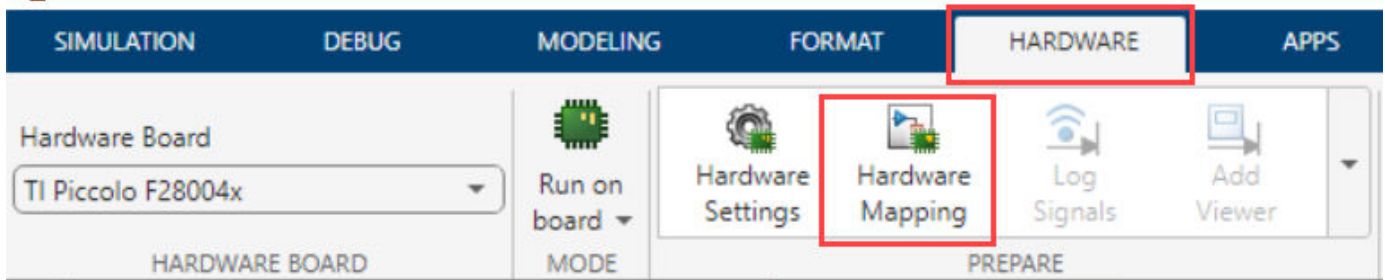 SIMULATION DEBUG MODELING FORMAT HARDWARE APPS
Hardware Board
TI Piccolo F28004x
Run on
board
Hardware
Settings
Hardware
Mapping
Log
Signals
Add
Viewer
HARDWARE BOARD MODE PREPARE